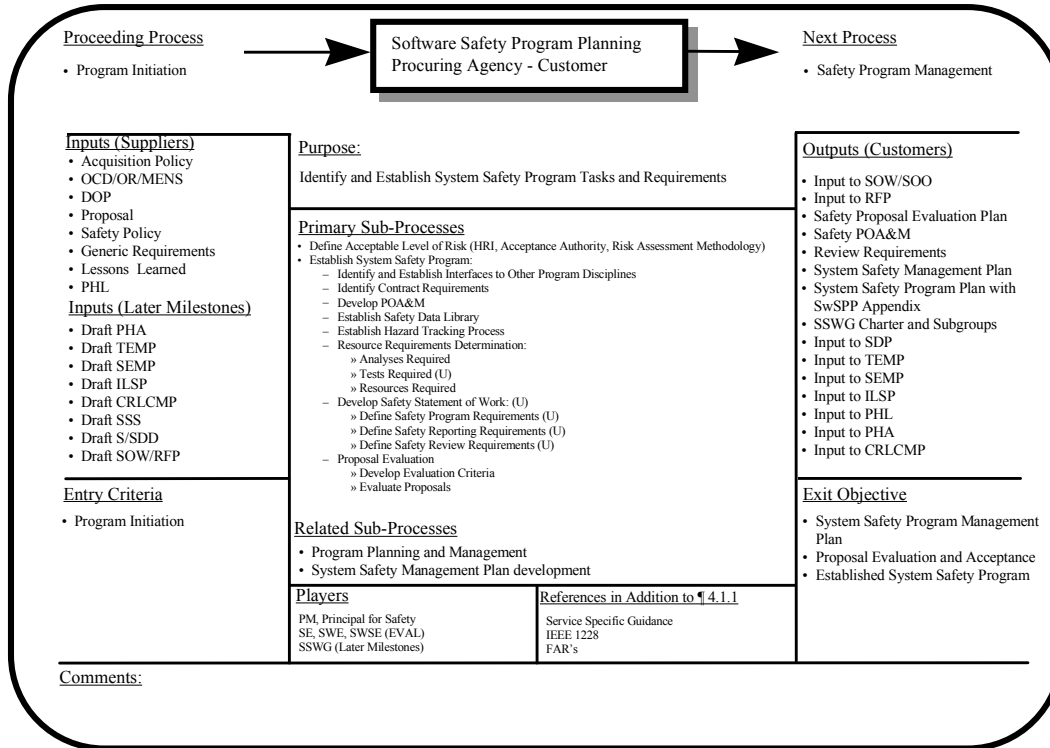 Proceeding Process
• Program Initiation
Software Safety Program Planning
Procuring Agency - Customer
Next Process
• Safety Program Management
Inputs (Suppliers)
• Acquisition Policy
• OCD/OR/MENS
• DOP
• Proposal
• Safety Policy
• Generic Requirements
• Lessons Learned
• PHL
Inputs (Later Milestones)
• Draft PHA
• Draft TEMP
• Draft SEMP
• Draft ILSP
• Draft CRLCMP
• Draft SSS
• Draft S/SDD
• Draft SOW/RFP
Entry Criteria
• Program Initiation
Purpose:
Identify and Establish System Safety Program Tasks and Requirements
Primary Sub-Processes
• Define Acceptable Level of Risk (HRI, Acceptance Authority, Risk Assessment Methodology)
• Establish System Safety Program:
– Identify and Establish Interfaces to Other Program Disciplines
– Identify Contract Requirements
– Develop POA&M
– Establish Safety Data Library
– Establish Hazard Tracking Process
– Resource Requirements Determination:
» Analyses Required
» Tests Required (U)
» Resources Required
– Develop Safety Statement of Work: (U)
» Define Safety Program Requirements (U)
» Define Safety Reporting Requirements (U)
» Define Safety Review Requirements (U)
– Proposal Evaluation
» Develop Evaluation Criteria
» Evaluate Proposals
Related Sub-Processes
• Program Planning and Management
• System Safety Management Plan development
Players
PM, Principal for Safety
SE, SWE, SWSE (EVAL)
SSWG (Later Milestones)
References in Addition to ¶ 4.1.1
Service Specific Guidance
IEEE 1228
FAR's
Outputs (Customers)
• Input to SOW/SOO
• Input to RFP
• Safety Proposal Evaluation Plan
• Safety POA&M
• Review Requirements
• System Safety Management Plan
• System Safety Program Plan with
SwSPP Appendix
• SSWG Charter and Subgroups
• Input to SDP
• Input to TEMP
• Input to SEMP
• Input to ILSP
• Input to PHL
• Input to PHA
• Input to CRLCMP
Exit Objective
• System Safety Program Management
Plan
• Proposal Evaluation and Acceptance
• Established System Safety Program
Comments: